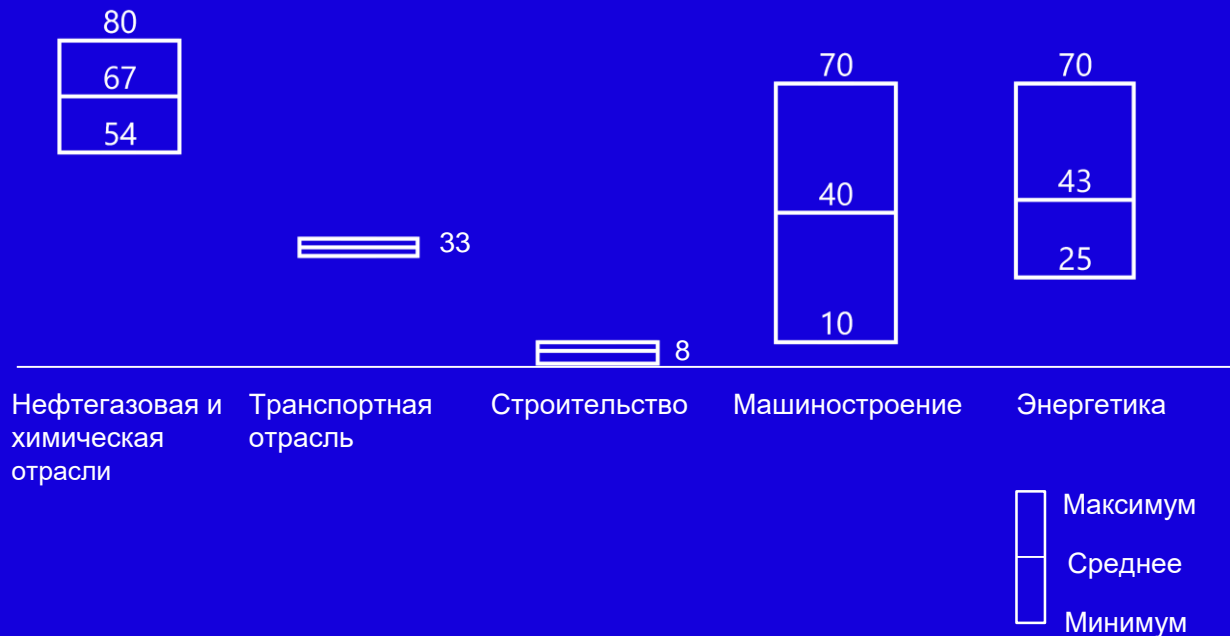 80
67
54
33
8
70
40
10
70
43
25
Нефтегазовая и
химическая
отрасли
Транспортная
отрасль
Строительство
Машиностроение
Энергетика
Максимум
Среднее
Минимум